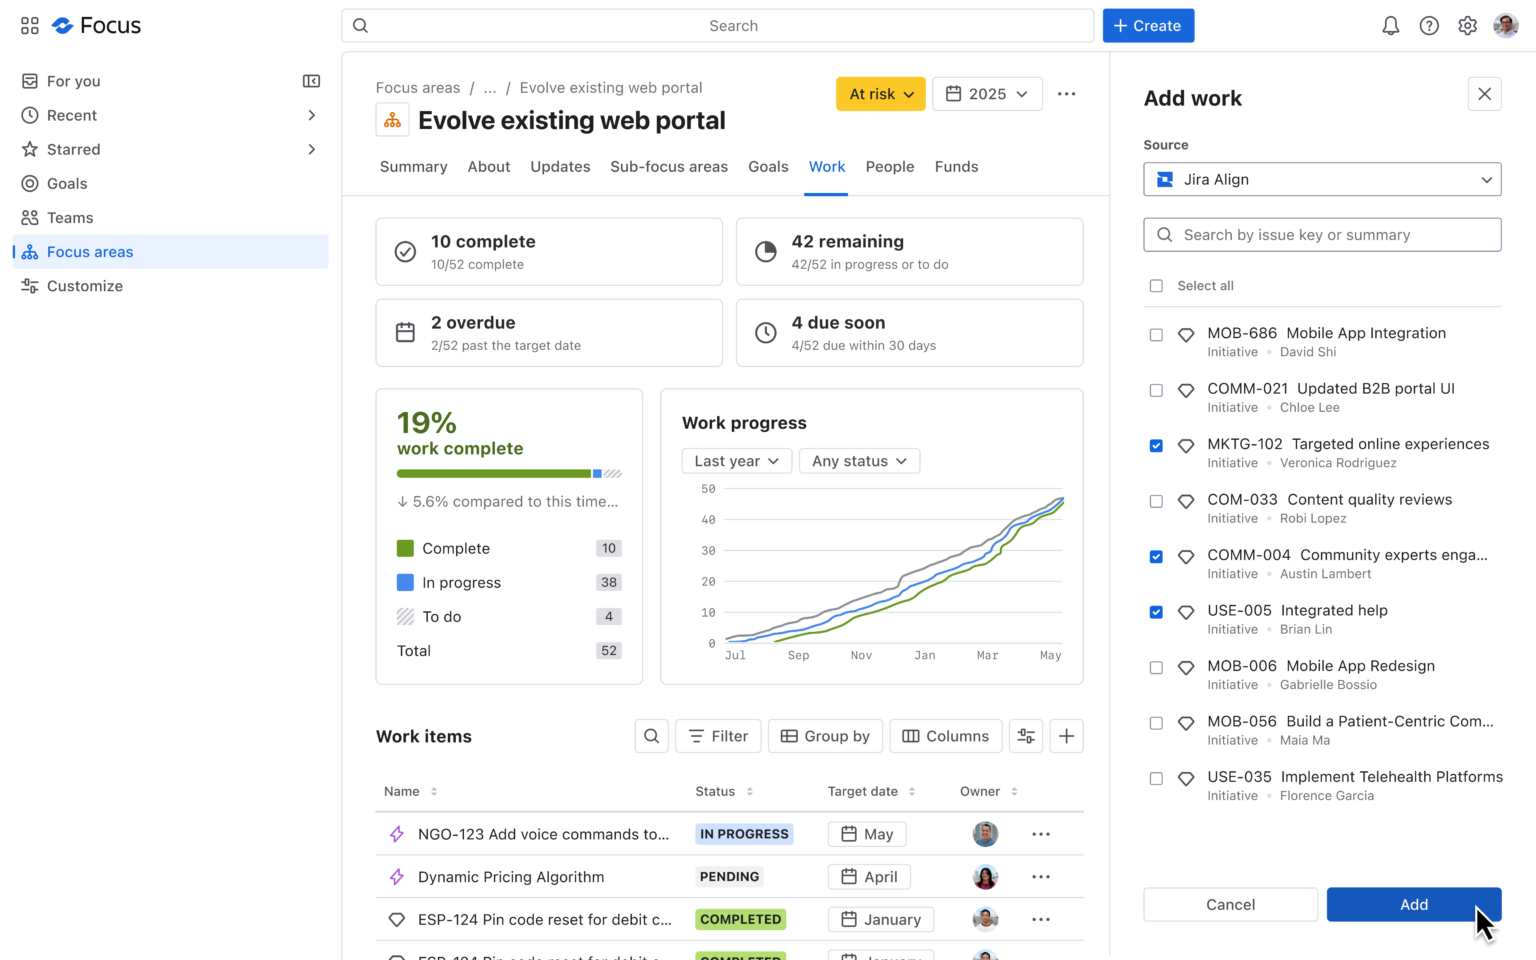 Focus
Search
+ Create
For you
Recent
Starred
Goals
Teams
Focus areas
Customize
Focus areas / ... / Evolve existing web portal
At risk
2025
Evolve existing web portal
Summary About Updates Sub-focus areas Goals Work People Funds
10 complete
10/52 complete
42 remaining
42/52 in progress or to do
2 overdue
2/52 past the target date
4 due soon
4/52 due within 30 days
19%
work complete
↓ 5.6% compared to this time...
Complete 10
In progress 38
To do 4
Total 52
Work progress
Last year Any status
50
40
30
20
10
0
Jul Sep Nov Jan Mar May
Work items
Filter Group by Columns
Name Status Target date Owner
NGO-123 Add voice commands to... IN PROGRESS May
Dynamic Pricing Algorithm PENDING April
ESP-124 Pin code reset for debit c... COMPLETED January
Add work
Source
Jira Align
Search by issue key or summary
Select all
MOB-686 Mobile App Integration
Initiative • David Shi
COMM-021 Updated B2B portal UI
Initiative • Chloe Lee
MKTG-102 Targeted online experiences
Initiative • Veronica Rodriguez
COM-033 Content quality reviews
Initiative • Robi Lopez
COMM-004 Community experts enga...
Initiative • Austin Lambert
USE-005 Integrated help
Initiative • Brian Lin
MOB-006 Mobile App Redesign
Initiative • Gabrielle Bossio
MOB-056 Build a Patient-Centric Com...
Initiative • Maia Ma
USE-035 Implement Telehealth Platforms
Initiative • Florence Garcia
Cancel
Add